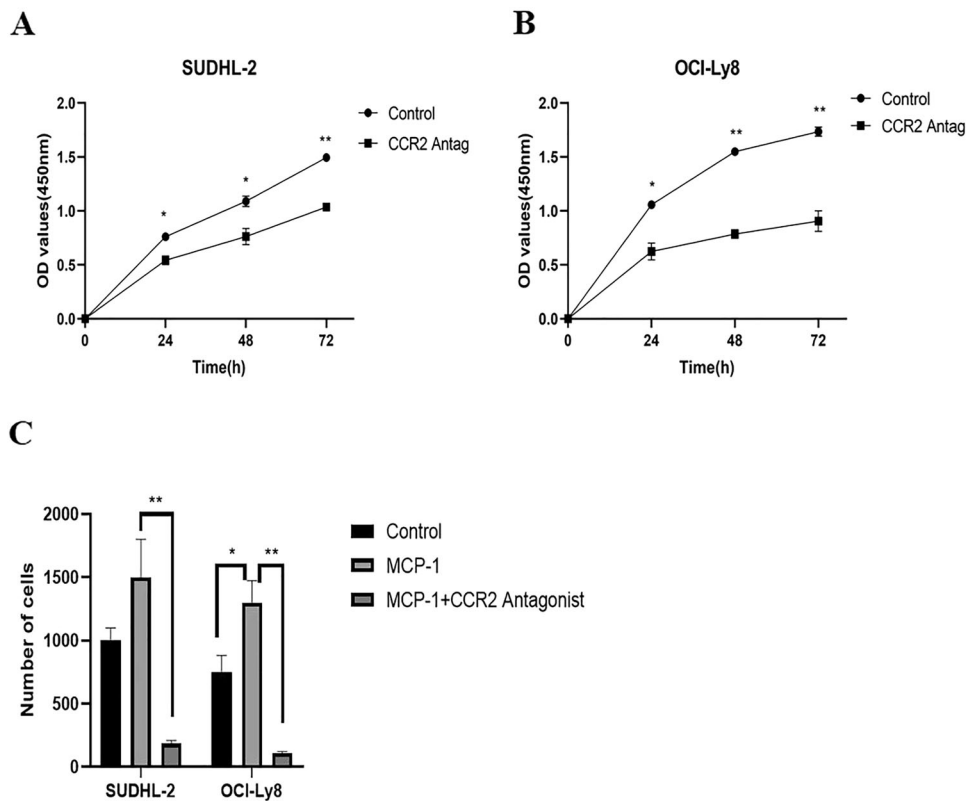 A
SUDHL-2
2.0
1.5
1.0
0.5
0.0
OD values(450nm)
*
*
**
0
24
48
72
Time(h)
Control
CCR2 Antag
B
OCI-Ly8
2.0
1.5
1.0
0.5
0.0
OD values(450nm)
*
**
**
0
24
48
72
Time(h)
Control
CCR2 Antag
C
2000
1500
1000
500
0
Number of cells
**
*
**
SUDHL-2
OCI-Ly8
Control
MCP-1
MCP-1+CCR2 Antagonist